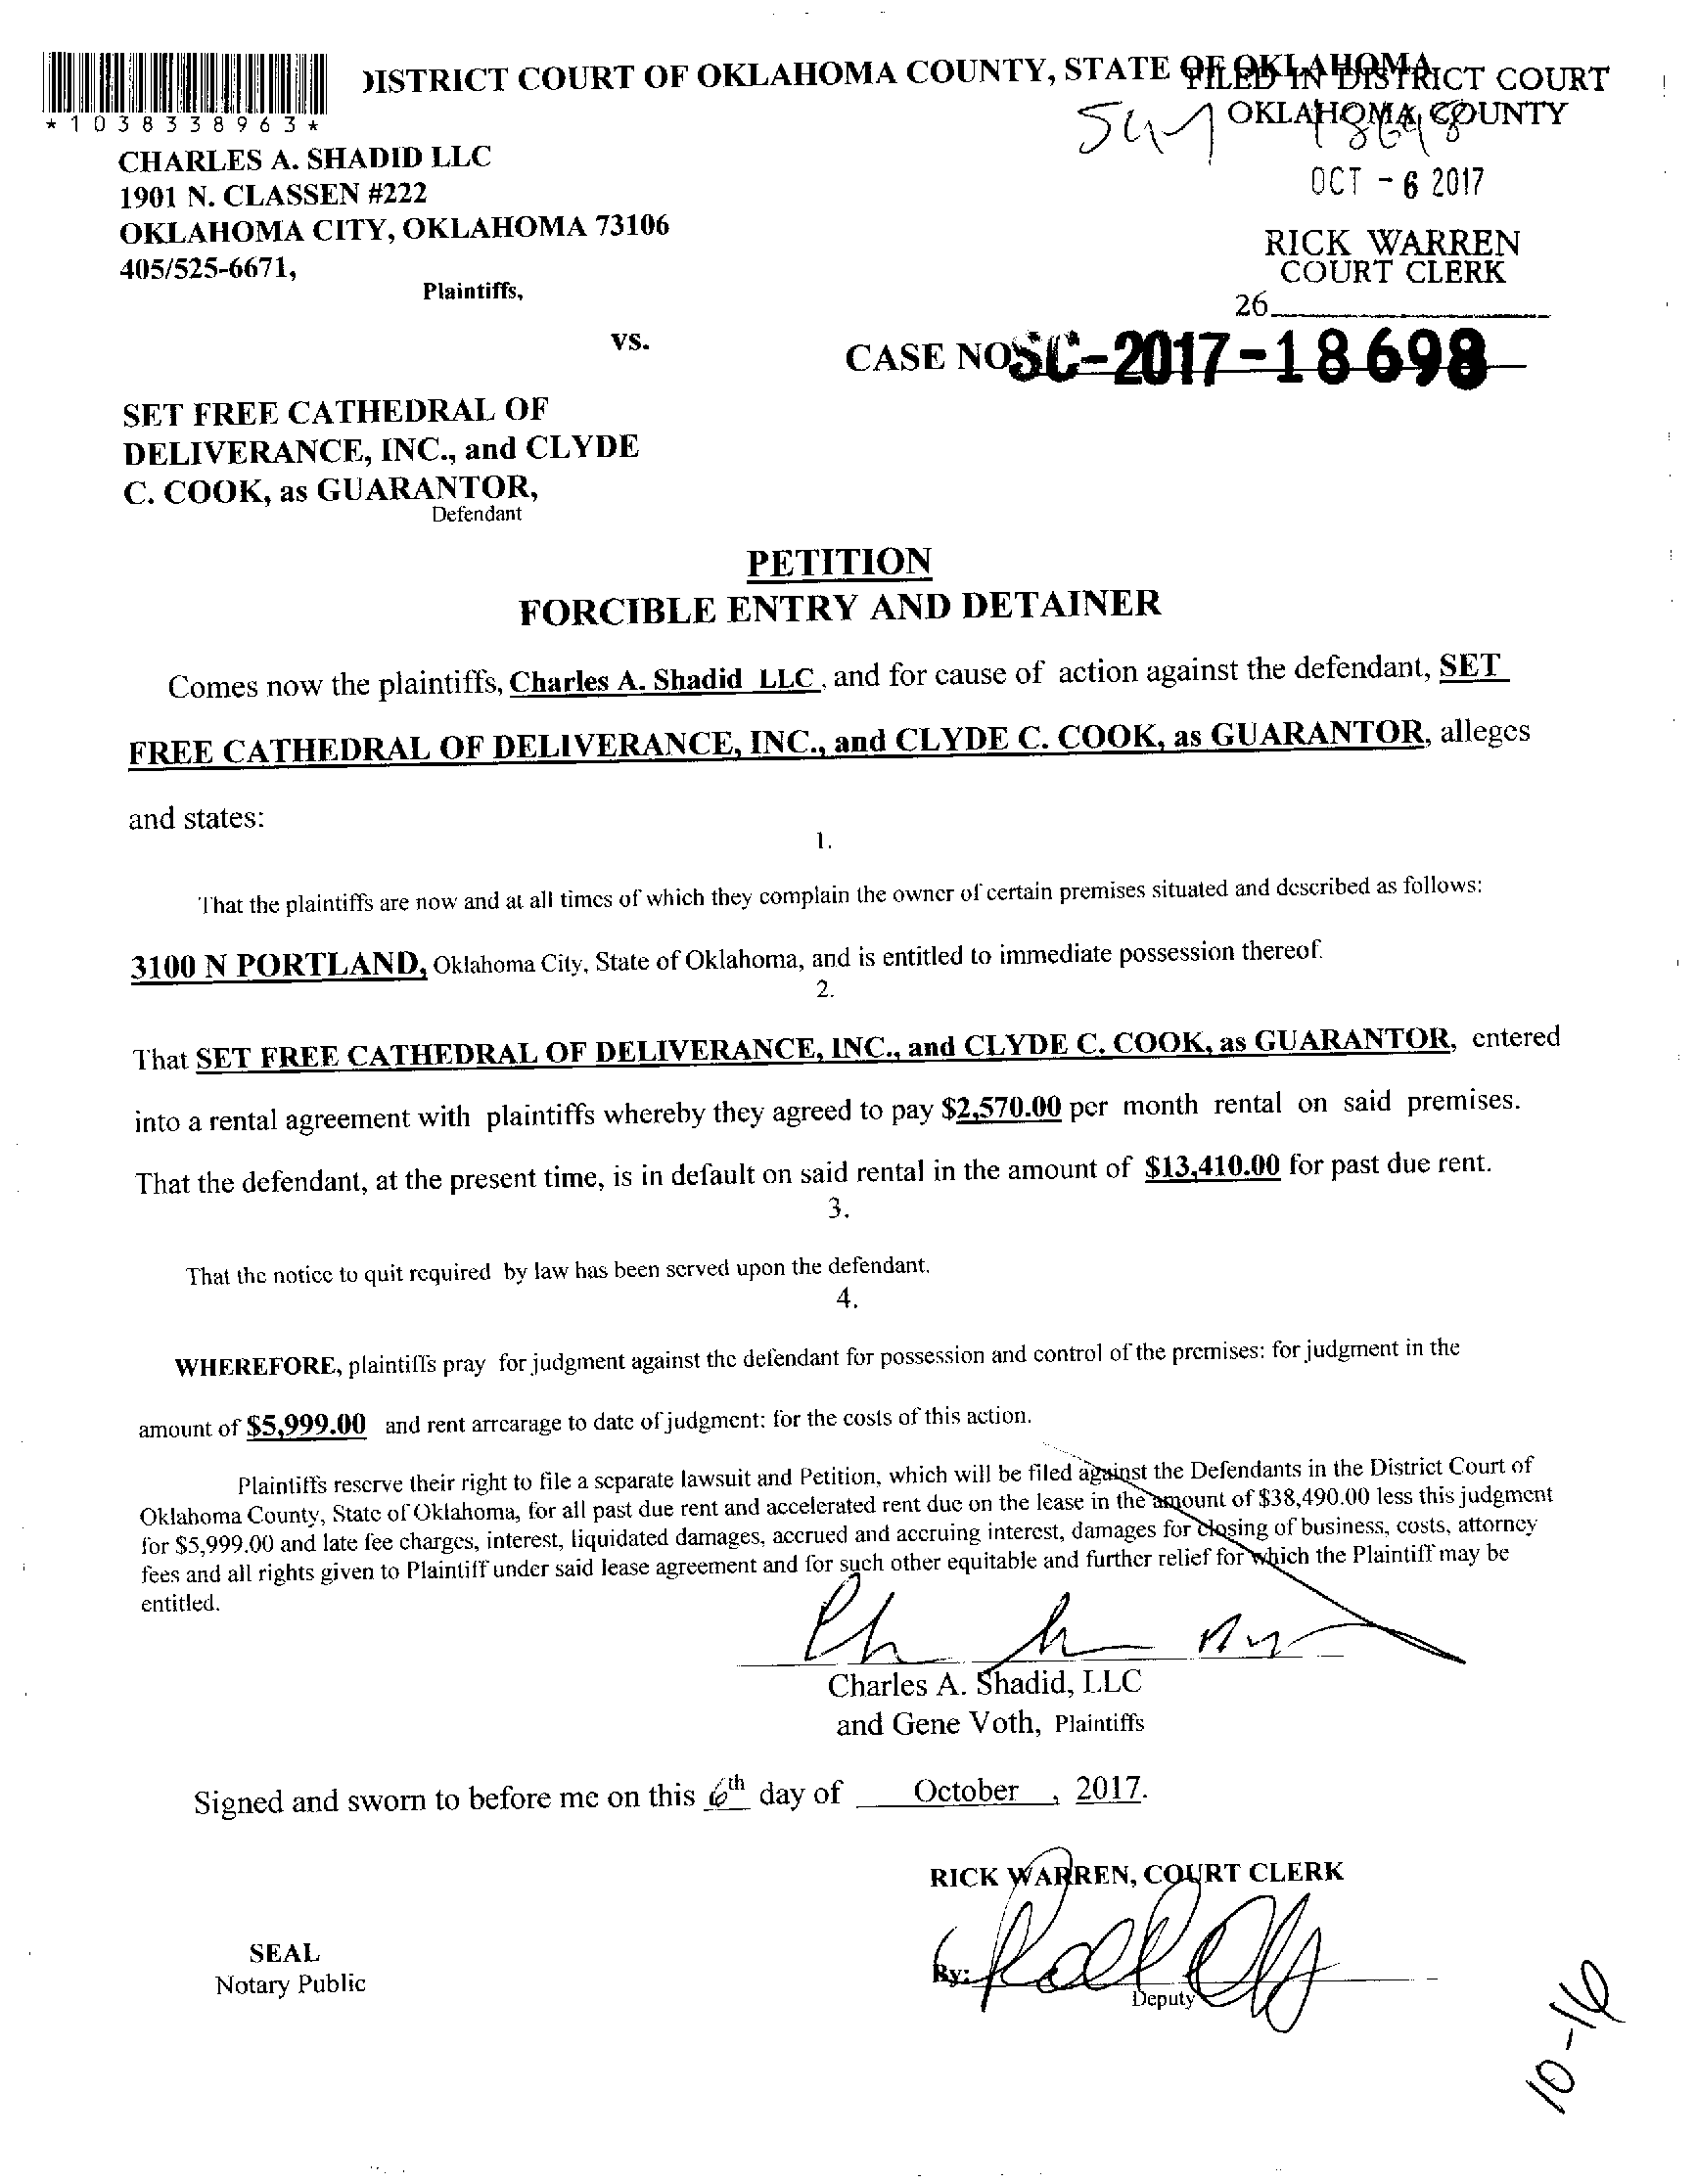 DISTRICT COURT OF OKLAHOMA COUNTY, STATE OF OKLAHOMA
FILED IN DISTRICT COURT
OKLAHOMA COUNTY
*1038338963*
18698
CHARLES A. SHADID LLC
1901 N. CLASSEN #222
OKLAHOMA CITY, OKLAHOMA 73106
405/525-6671,
Plaintiffs,
OCT - 6 2017
RICK WARREN
COURT CLERK
26
vs.
CASE NO SC-2017-18698
SET FREE CATHEDRAL OF
DELIVERANCE, INC., and CLYDE
C. COOK, as GUARANTOR,
Defendant
PETITION
FORCIBLE ENTRY AND DETAINER
Comes now the plaintiffs, Charles A. Shadid LLC, and for cause of action against the defendant, SET
FREE CATHEDRAL OF DELIVERANCE, INC., and CLYDE C. COOK, as GUARANTOR, alleges
and states:
1.
That the plaintiffs are now and at all times of which they complain the owner of certain premises situated and described as follows:
3100 N PORTLAND, Oklahoma City, State of Oklahoma, and is entitled to immediate possession thereof.
2.
That SET FREE CATHEDRAL OF DELIVERANCE, INC., and CLYDE C. COOK, as GUARANTOR, entered
into a rental agreement with plaintiffs whereby they agreed to pay $2,570.00 per month rental on said premises.
That the defendant, at the present time, is in default on said rental in the amount of $13,410.00 for past due rent.
3.
That the notice to quit required by law has been served upon the defendant.
4.
WHEREFORE, plaintiffs pray for judgment against the defendant for possession and control of the premises: for judgment in the
amount of $5,999.00 and rent arrearage to date of judgment: for the costs of this action.
Plaintiffs reserve their right to file a separate lawsuit and Petition, which will be filed against the Defendants in the District Court of
Oklahoma County, State of Oklahoma, for all past due rent and accelerated rent due on the lease in the amount of $38,490.00 less this judgment
for $5,999.00 and late fee charges, interest, liquidated damages, accrued and accruing interest, damages for closing of business, costs, attorney
fees and all rights given to Plaintiff under said lease agreement and for such other equitable and further relief for which the Plaintiff may be
entitled.
Charles A. Shadid, LLC
and Gene Voth, Plaintiffs
Signed and sworn to before me on this 6th day of October, 2017.
RICK WARREN, COURT CLERK
SEAL
Notary Public
By:
Deputy
10-16